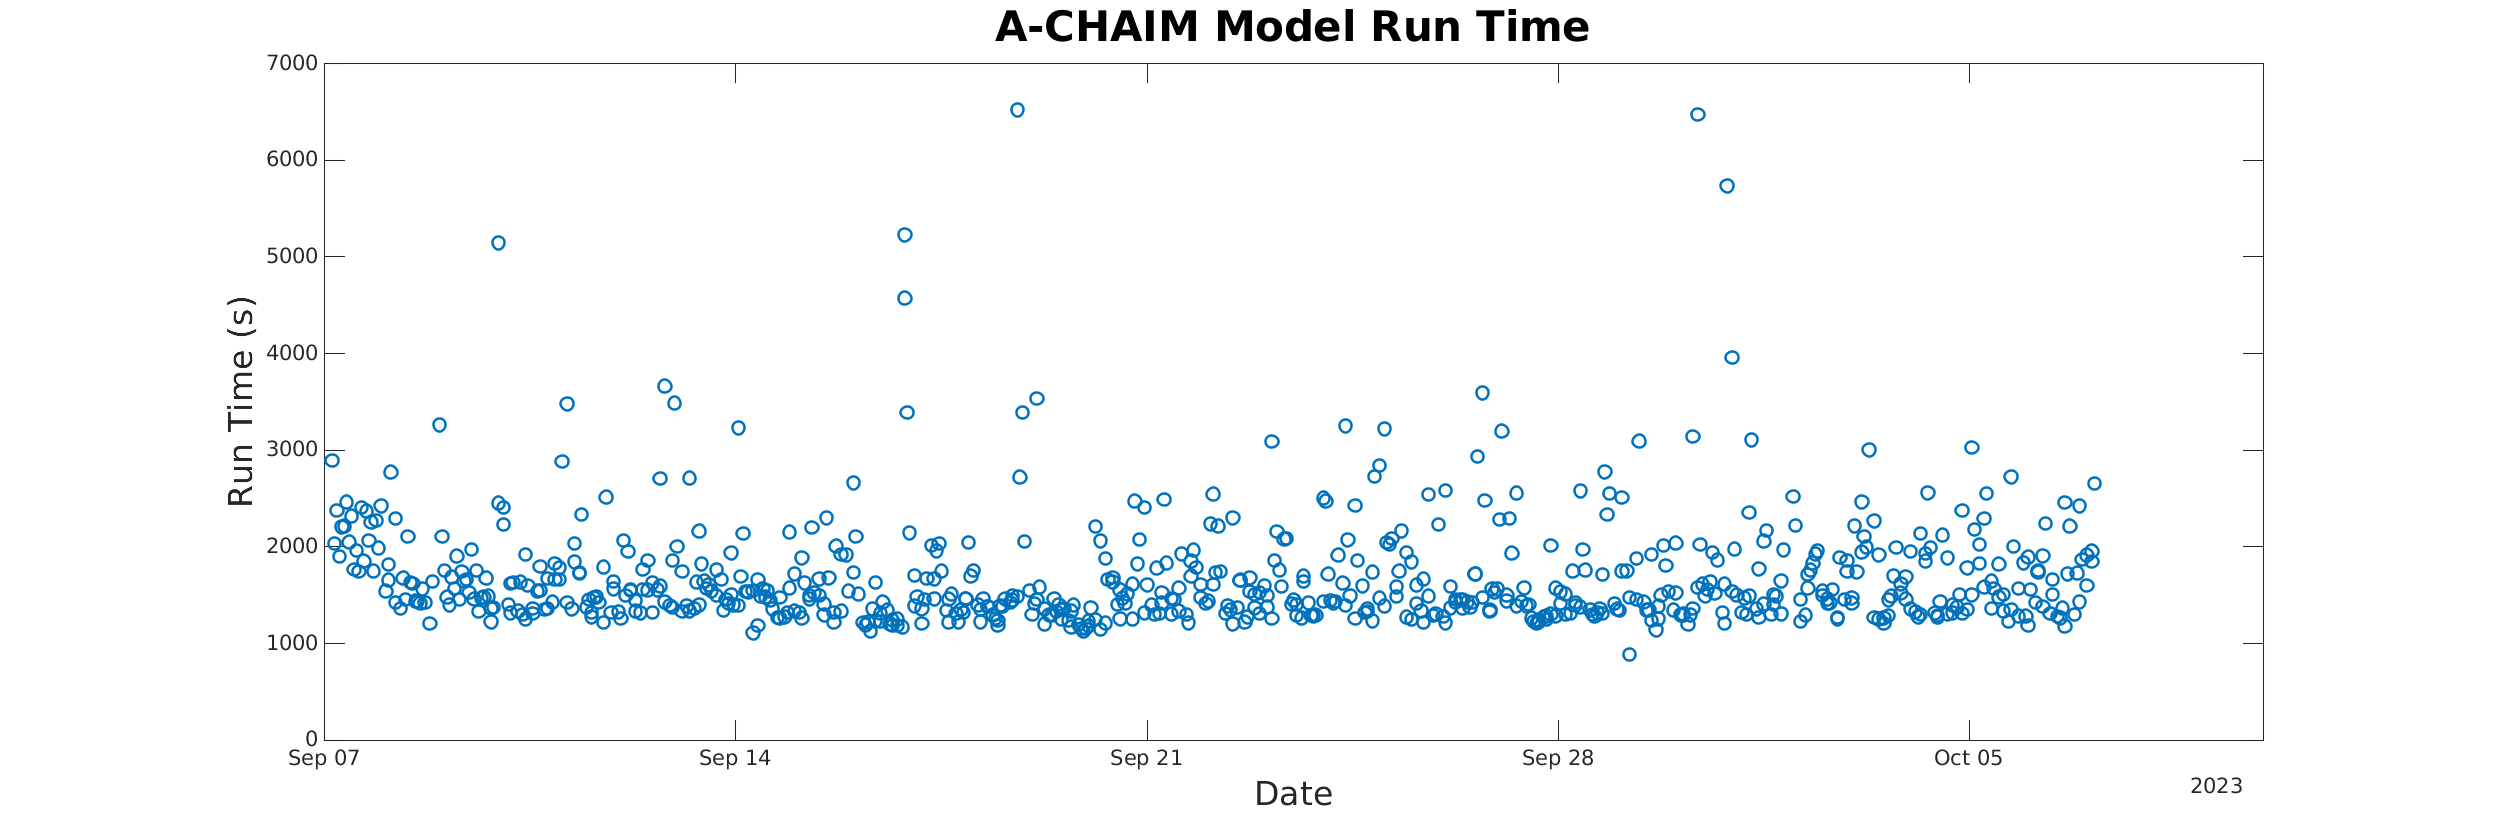 A-CHAIM Model Run Time
7000
6000
5000
4000
3000
2000
1000
0
Run Time (s)
Sep 07 Sep 14 Sep 21 Sep 28 Oct 05
Date
2023